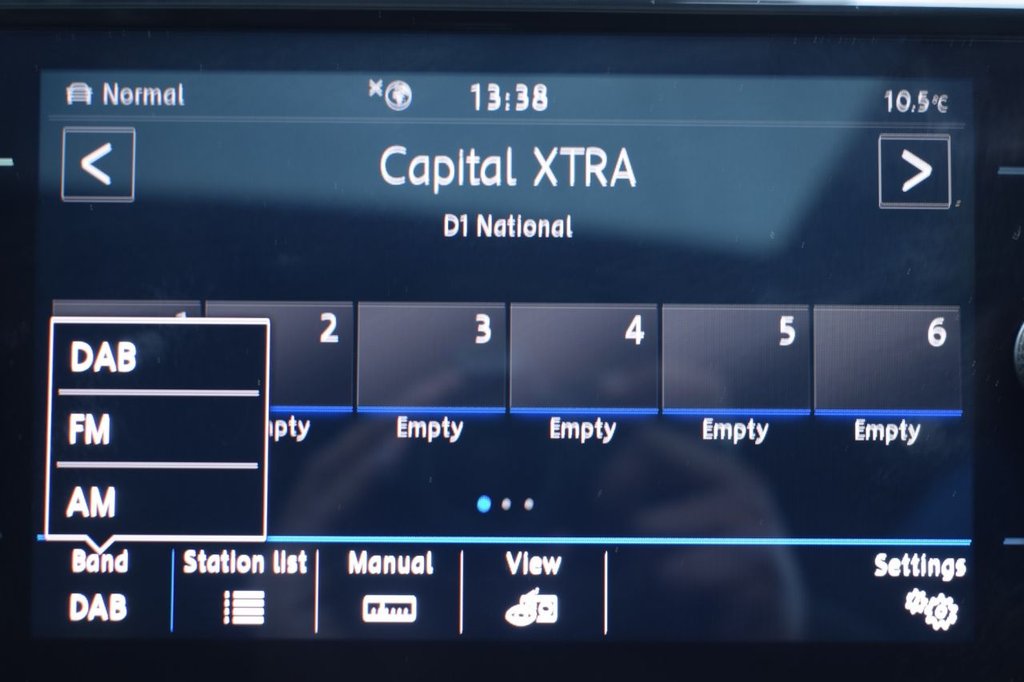 Normal 13:38 10.5°C
< Capital XTRA >
D1 National
2 3 4 5 6
DAB
FM
AM
Empty Empty Empty Empty
Band Station list Manual View Settings
DAB